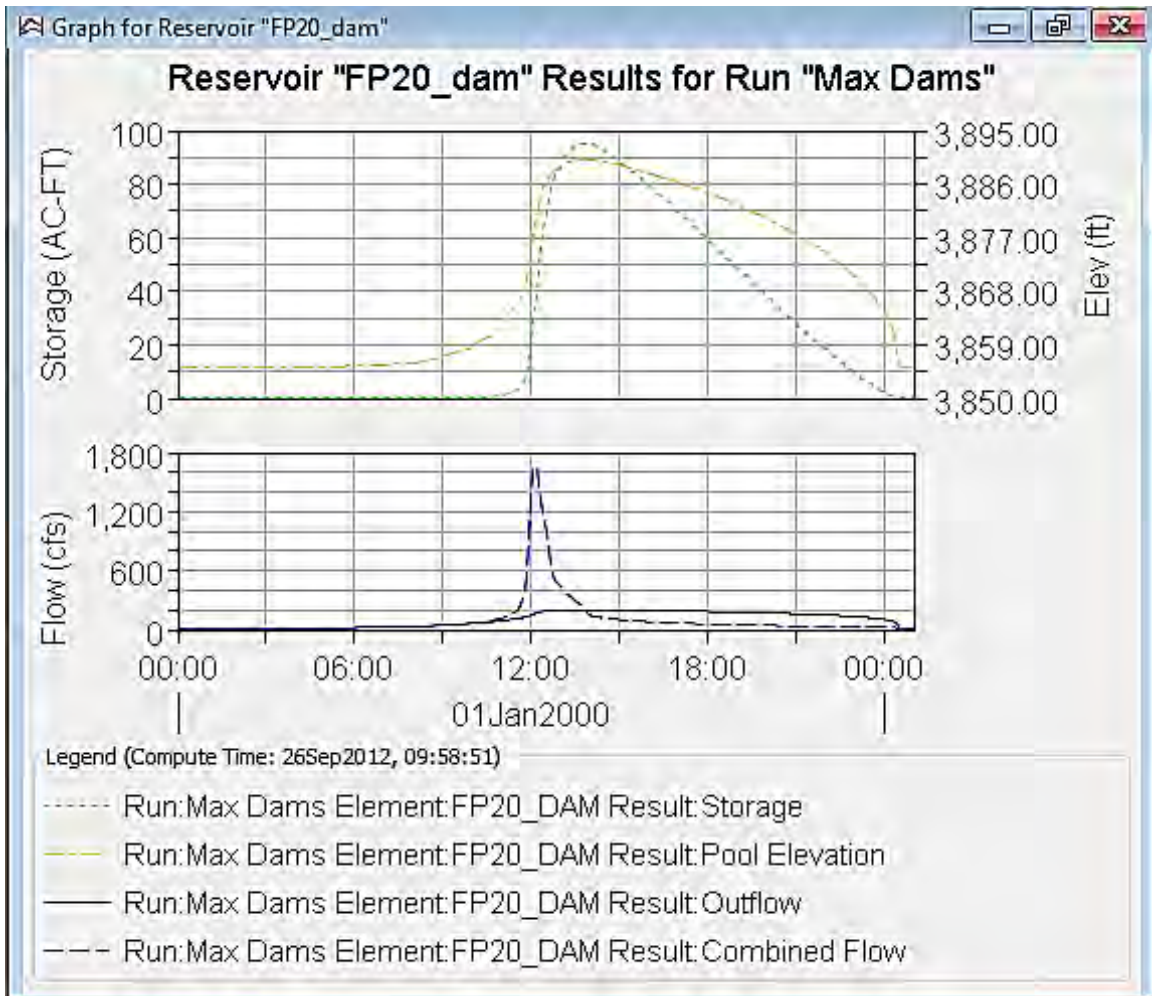 Graph for Reservoir "FP20_dam"
Reservoir "FP20_dam" Results for Run "Max Dams"
Storage (AC-FT)
100
80
60
40
20
0
3,895.00
3,886.00
3,877.00
3,868.00
3,859.00
3,850.00
Elev (ft)
Flow (cfs)
1,800
1,200
600
0
00:00 06:00 12:00 18:00 00:00
01Jan2000
Legend (Compute Time: 26Sep2012, 09:58:51)
Run:Max Dams Element:FP20_DAM Result:Storage
Run:Max Dams Element:FP20_DAM Result:Pool Elevation
Run:Max Dams Element:FP20_DAM Result:Outflow
Run:Max Dams Element:FP20_DAM Result:Combined Flow